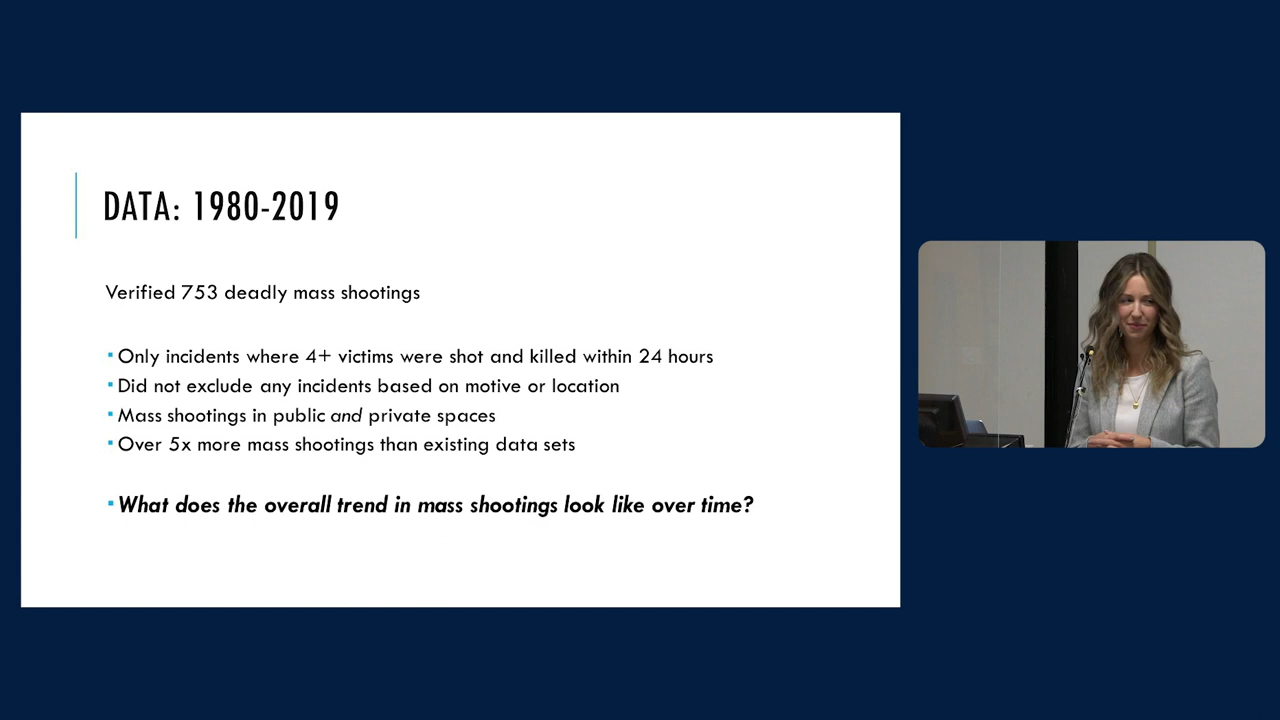 DATA: 1980-2019
Verified 753 deadly mass shootings
▪ Only incidents where 4+ victims were shot and killed within 24 hours
▪ Did not exclude any incidents based on motive or location
▪ Mass shootings in public and private spaces
▪ Over 5x more mass shootings than existing data sets
▪ What does the overall trend in mass shootings look like over time?